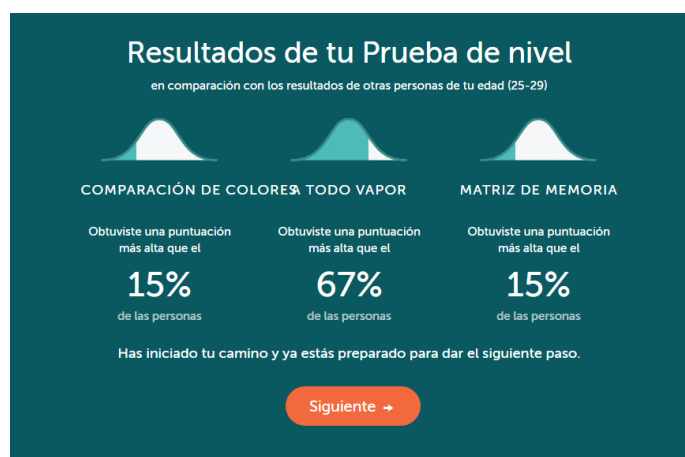 Resultados de tu Prueba de nivel
en comparación con los resultados de otras personas de tu edad (25-29)
COMPARACIÓN DE COLORES
A TODO VAPOR
MATRIZ DE MEMORIA
Obtuviste una puntuación
más alta que el
15%
de las personas
Obtuviste una puntuación
más alta que el
67%
de las personas
Obtuviste una puntuación
más alta que el
15%
de las personas
Has iniciado tu camino y ya estás preparado para dar el siguiente paso.
Siguiente →